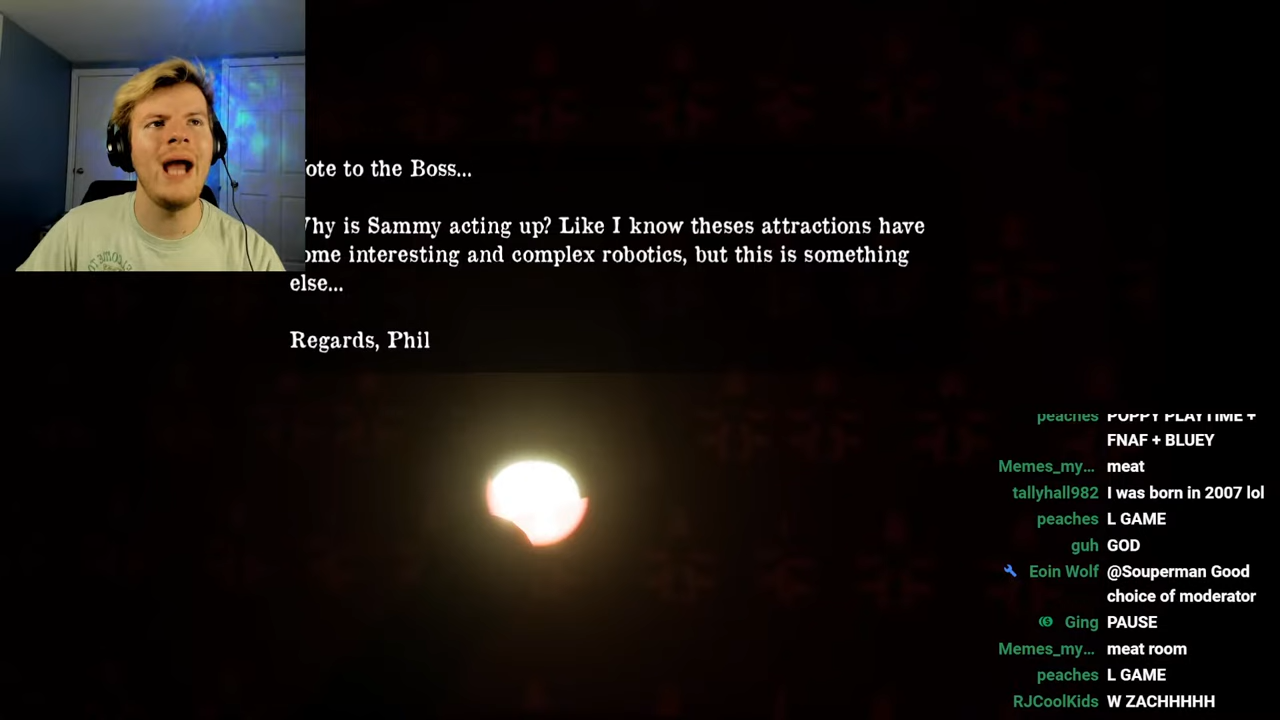 ote to the Boss...
hy is Sammy acting up? Like I know theses attractions have
ome interesting and complex robotics, but this is something
else...
Regards, Phil
peaches POPPY PLAYTIME +
FNAF + BLUEY
Memes_my... meat
tallyhall982 I was born in 2007 lol
peaches L GAME
guh GOD
Eoin Wolf @Souperman Good
choice of moderator
Ging PAUSE
Memes_my... meat room
peaches L GAME
RJCoolKids W ZACHHHHH